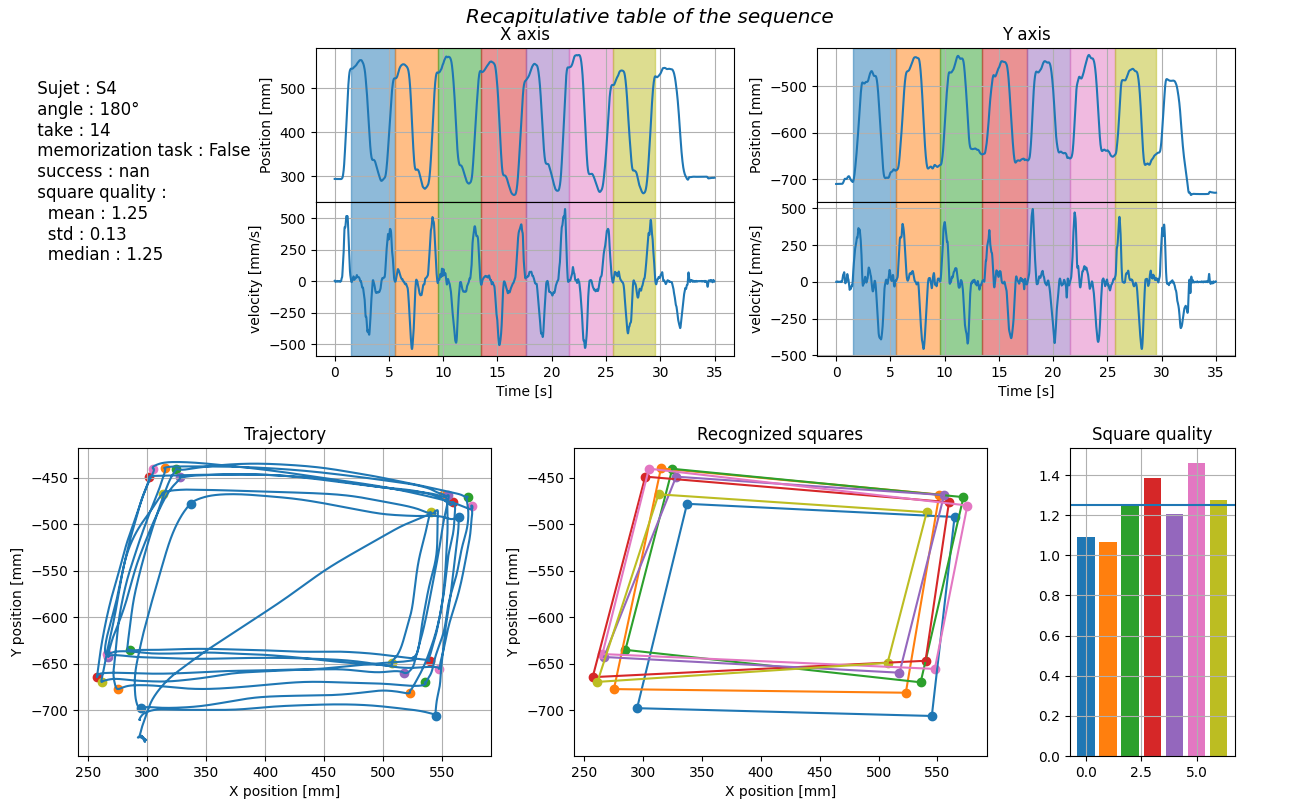 Recapitulative table of the sequence
Sujet : S4
angle : 180°
take : 14
memorization task : False
success : nan
square quality :
mean : 1.25
std : 0.13
median : 1.25
X axis
Position [mm]
500
400
300
velocity [mm/s]
500
250
0
−250
−500
0 5 10 15 20 25 30 35
Time [s]
Y axis
Position [mm]
−500
−600
−700
velocity [mm/s]
500
250
0
−250
−500
0 5 10 15 20 25 30 35
Time [s]
Trajectory
Y position [mm]
−450
−500
−550
−600
−650
−700
250 300 350 400 450 500 550
X position [mm]
Recognized squares
Y position [mm]
−450
−500
−550
−600
−650
−700
250 300 350 400 450 500 550
X position [mm]
Square quality
1.4
1.2
1.0
0.8
0.6
0.4
0.2
0.0
0.0 2.5 5.0